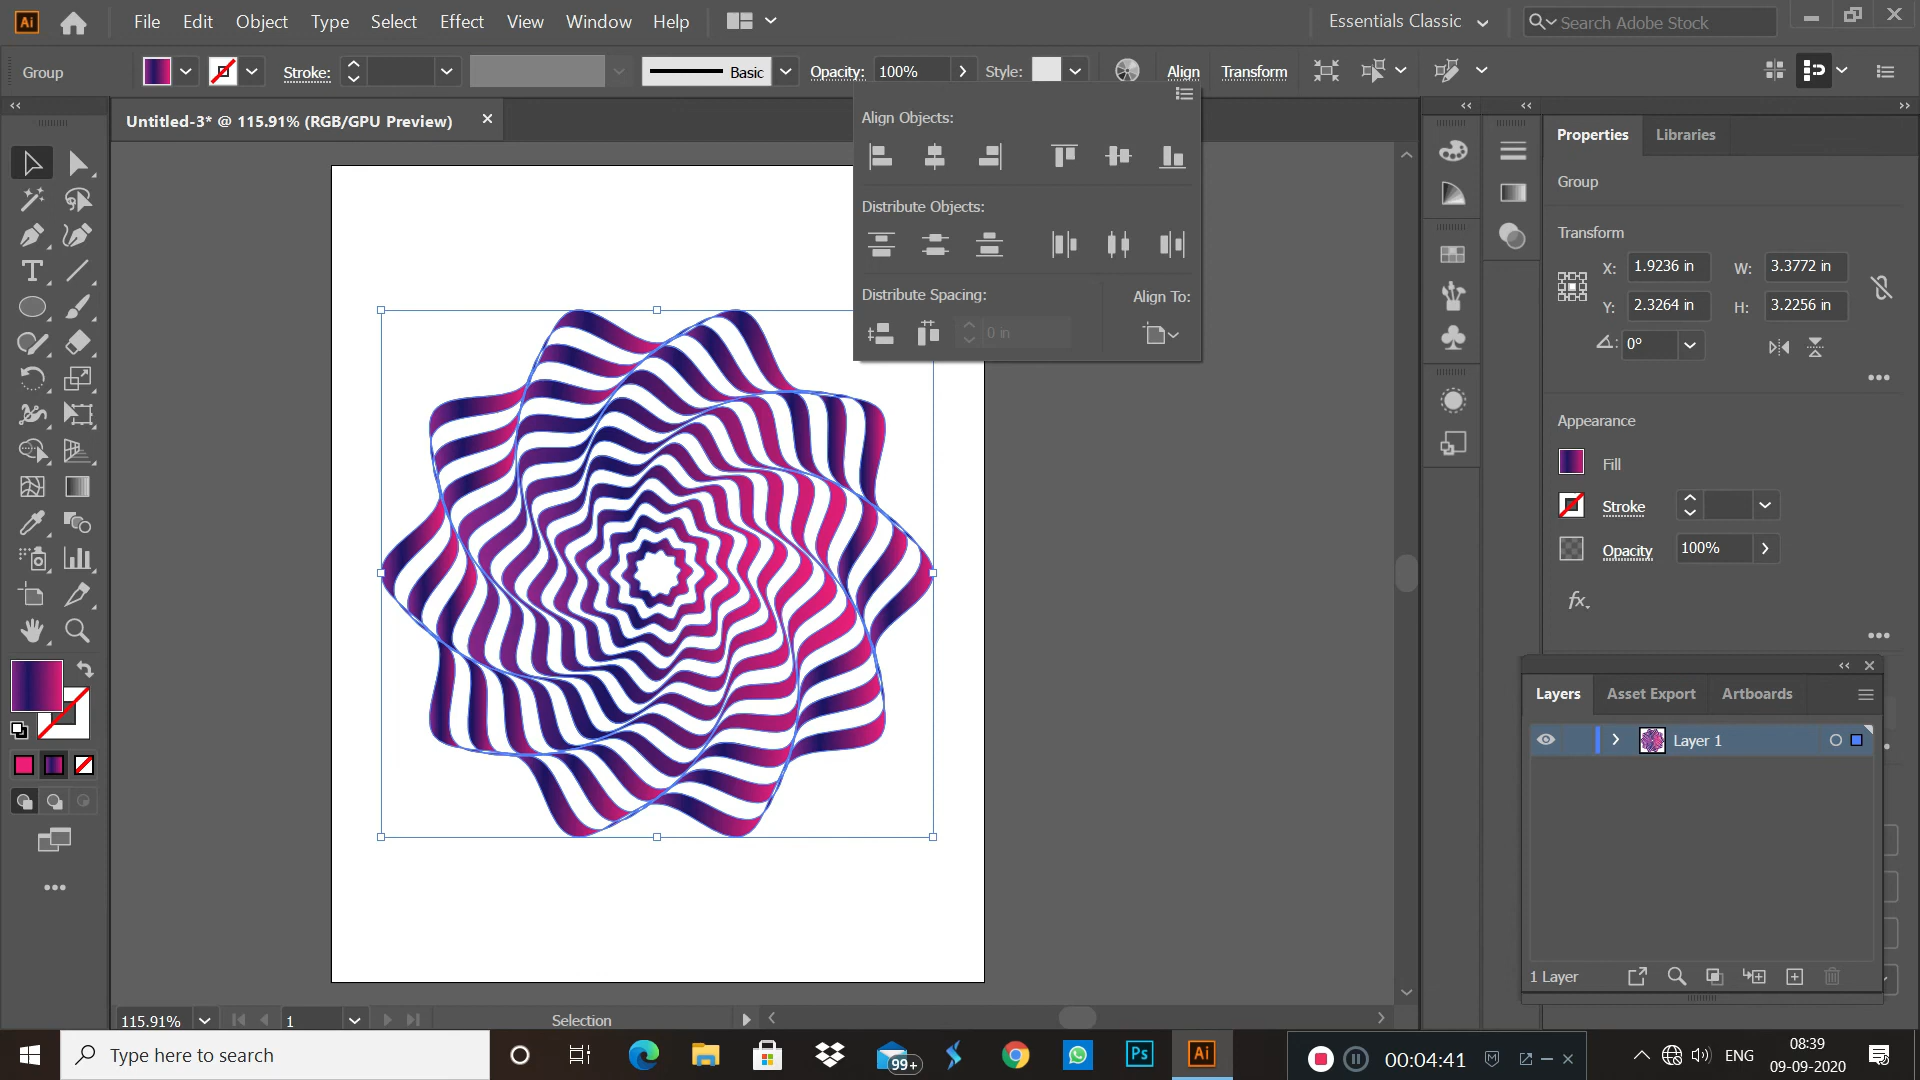 Ai File Edit Object Type Select Effect View Window Help Essentials Classic Search Adobe Stock
Group Stroke: Basic Opacity: 100% Style: Align Transform
Untitled-3* @ 115.91% (RGB/GPU Preview)
Align Objects:
Distribute Objects:
Distribute Spacing: Align To:
0 in
Properties Libraries
Group
Transform
X: 1.9236 in W: 3.3772 in
Y: 2.3264 in H: 3.2256 in
0°
Appearance
Fill
Stroke
Opacity 100%
fx
Layers Asset Export Artboards
Layer 1
1 Layer
115.91% 1 Selection
Type here to search
99+
Ps
Ai
00:04:41
ENG
08:39
09-09-2020